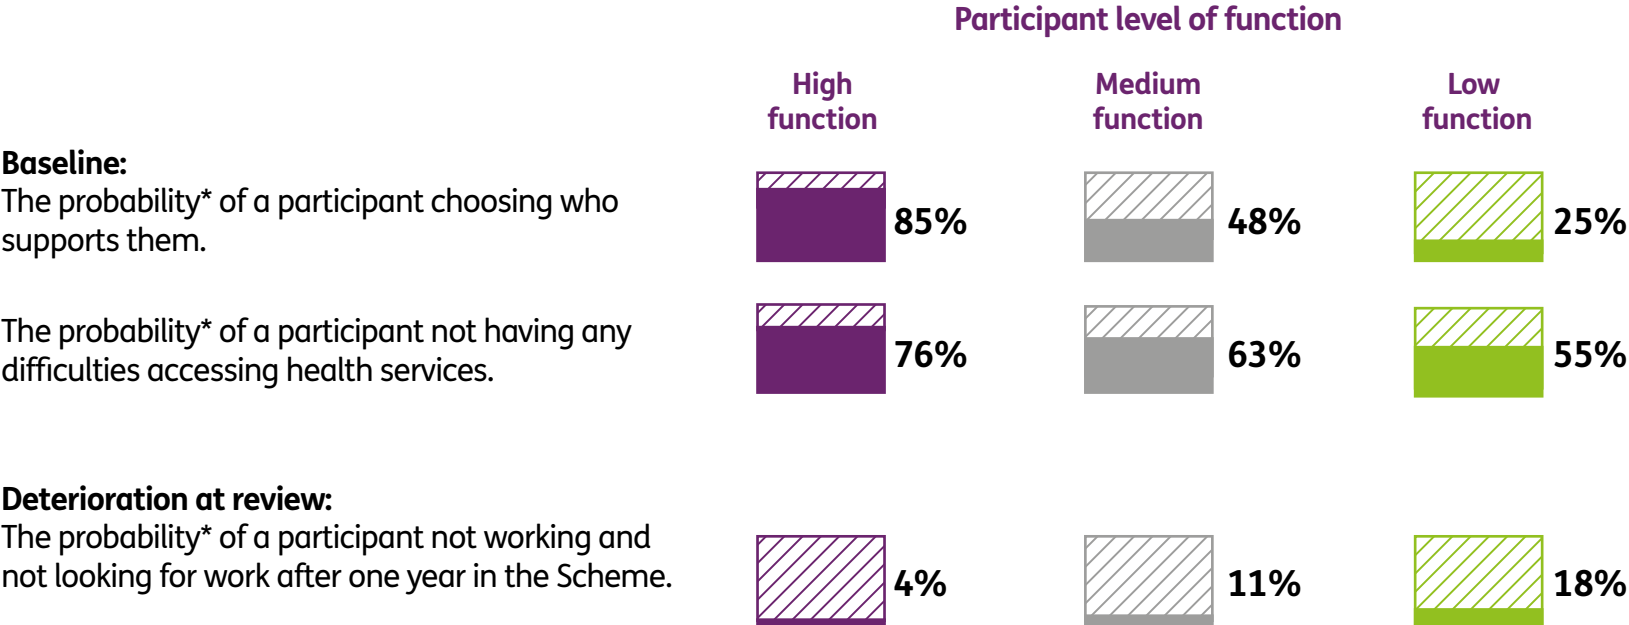 Participant level of function
High Medium Low
function function function
Baseline:
The probability* of a participant choosing who
supports them.
85% 48% 25%
The probability* of a participant not having any
difficulties accessing health services.
76% 63% 55%
Deterioration at review:
The probability* of a participant not working and
not looking for work after one year in the Scheme.
4% 11% 18%